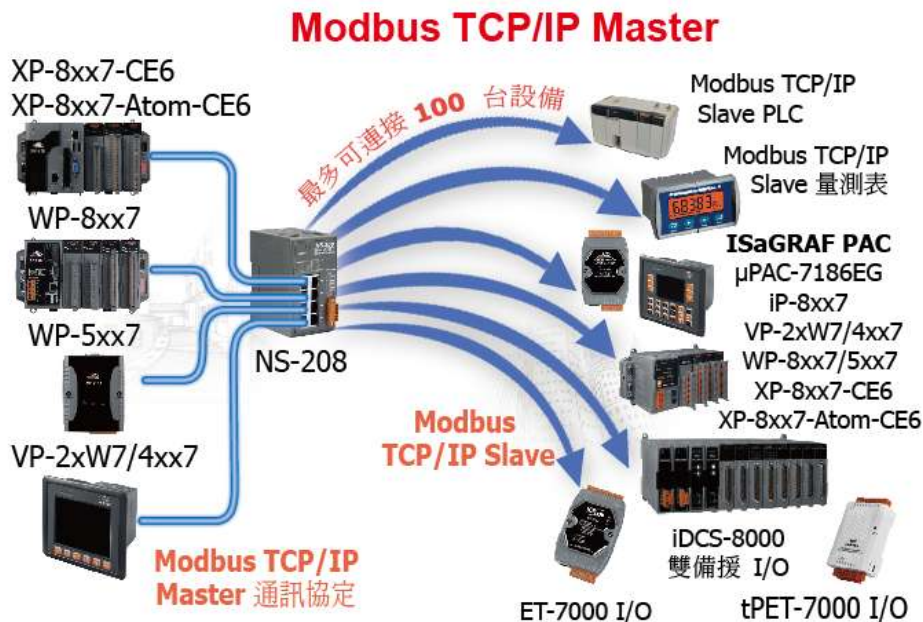 Modbus TCP/IP Master
XP-8xx7-CE6
XP-8xx7-Atom-CE6
WP-8xx7
WP-5xx7
VP-2xW7/4xx7
Modbus TCP/IP
Master 通訊協定
NS-208
最多可連接 100 台設備
Modbus
TCP/IP Slave
Modbus TCP/IP
Slave PLC
Modbus TCP/IP
Slave 量測表
68383
ISaGRAF PAC
μPAC-7186EG
iP-8xx7
VP-2xW7/4xx7
WP-8xx7/5xx7
XP-8xx7-CE6
XP-8xx7-Atom-CE6
iDCS-8000
雙備援 I/O
ET-7000 I/O
tPET-7000 I/O